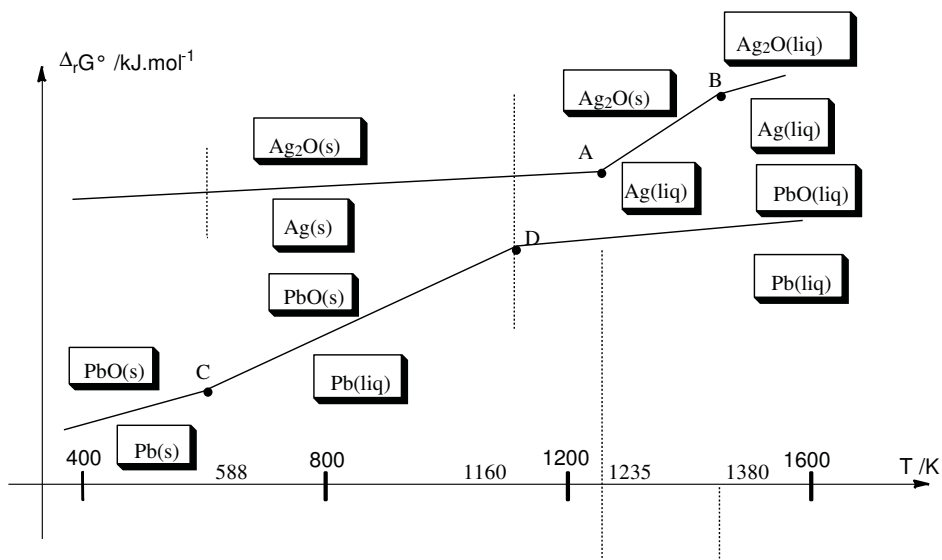 Ag₂O(liq)
ΔrG° /kJ.mol⁻¹
B
Ag₂O(s)
Ag(liq)
Ag₂O(s)
A
Ag(liq)
PbO(liq)
Ag(s)
D
PbO(s)
Pb(liq)
PbO(s)
C
Pb(liq)
Pb(s)
400
588
800
1160
1200
1235
1380
1600
T /K